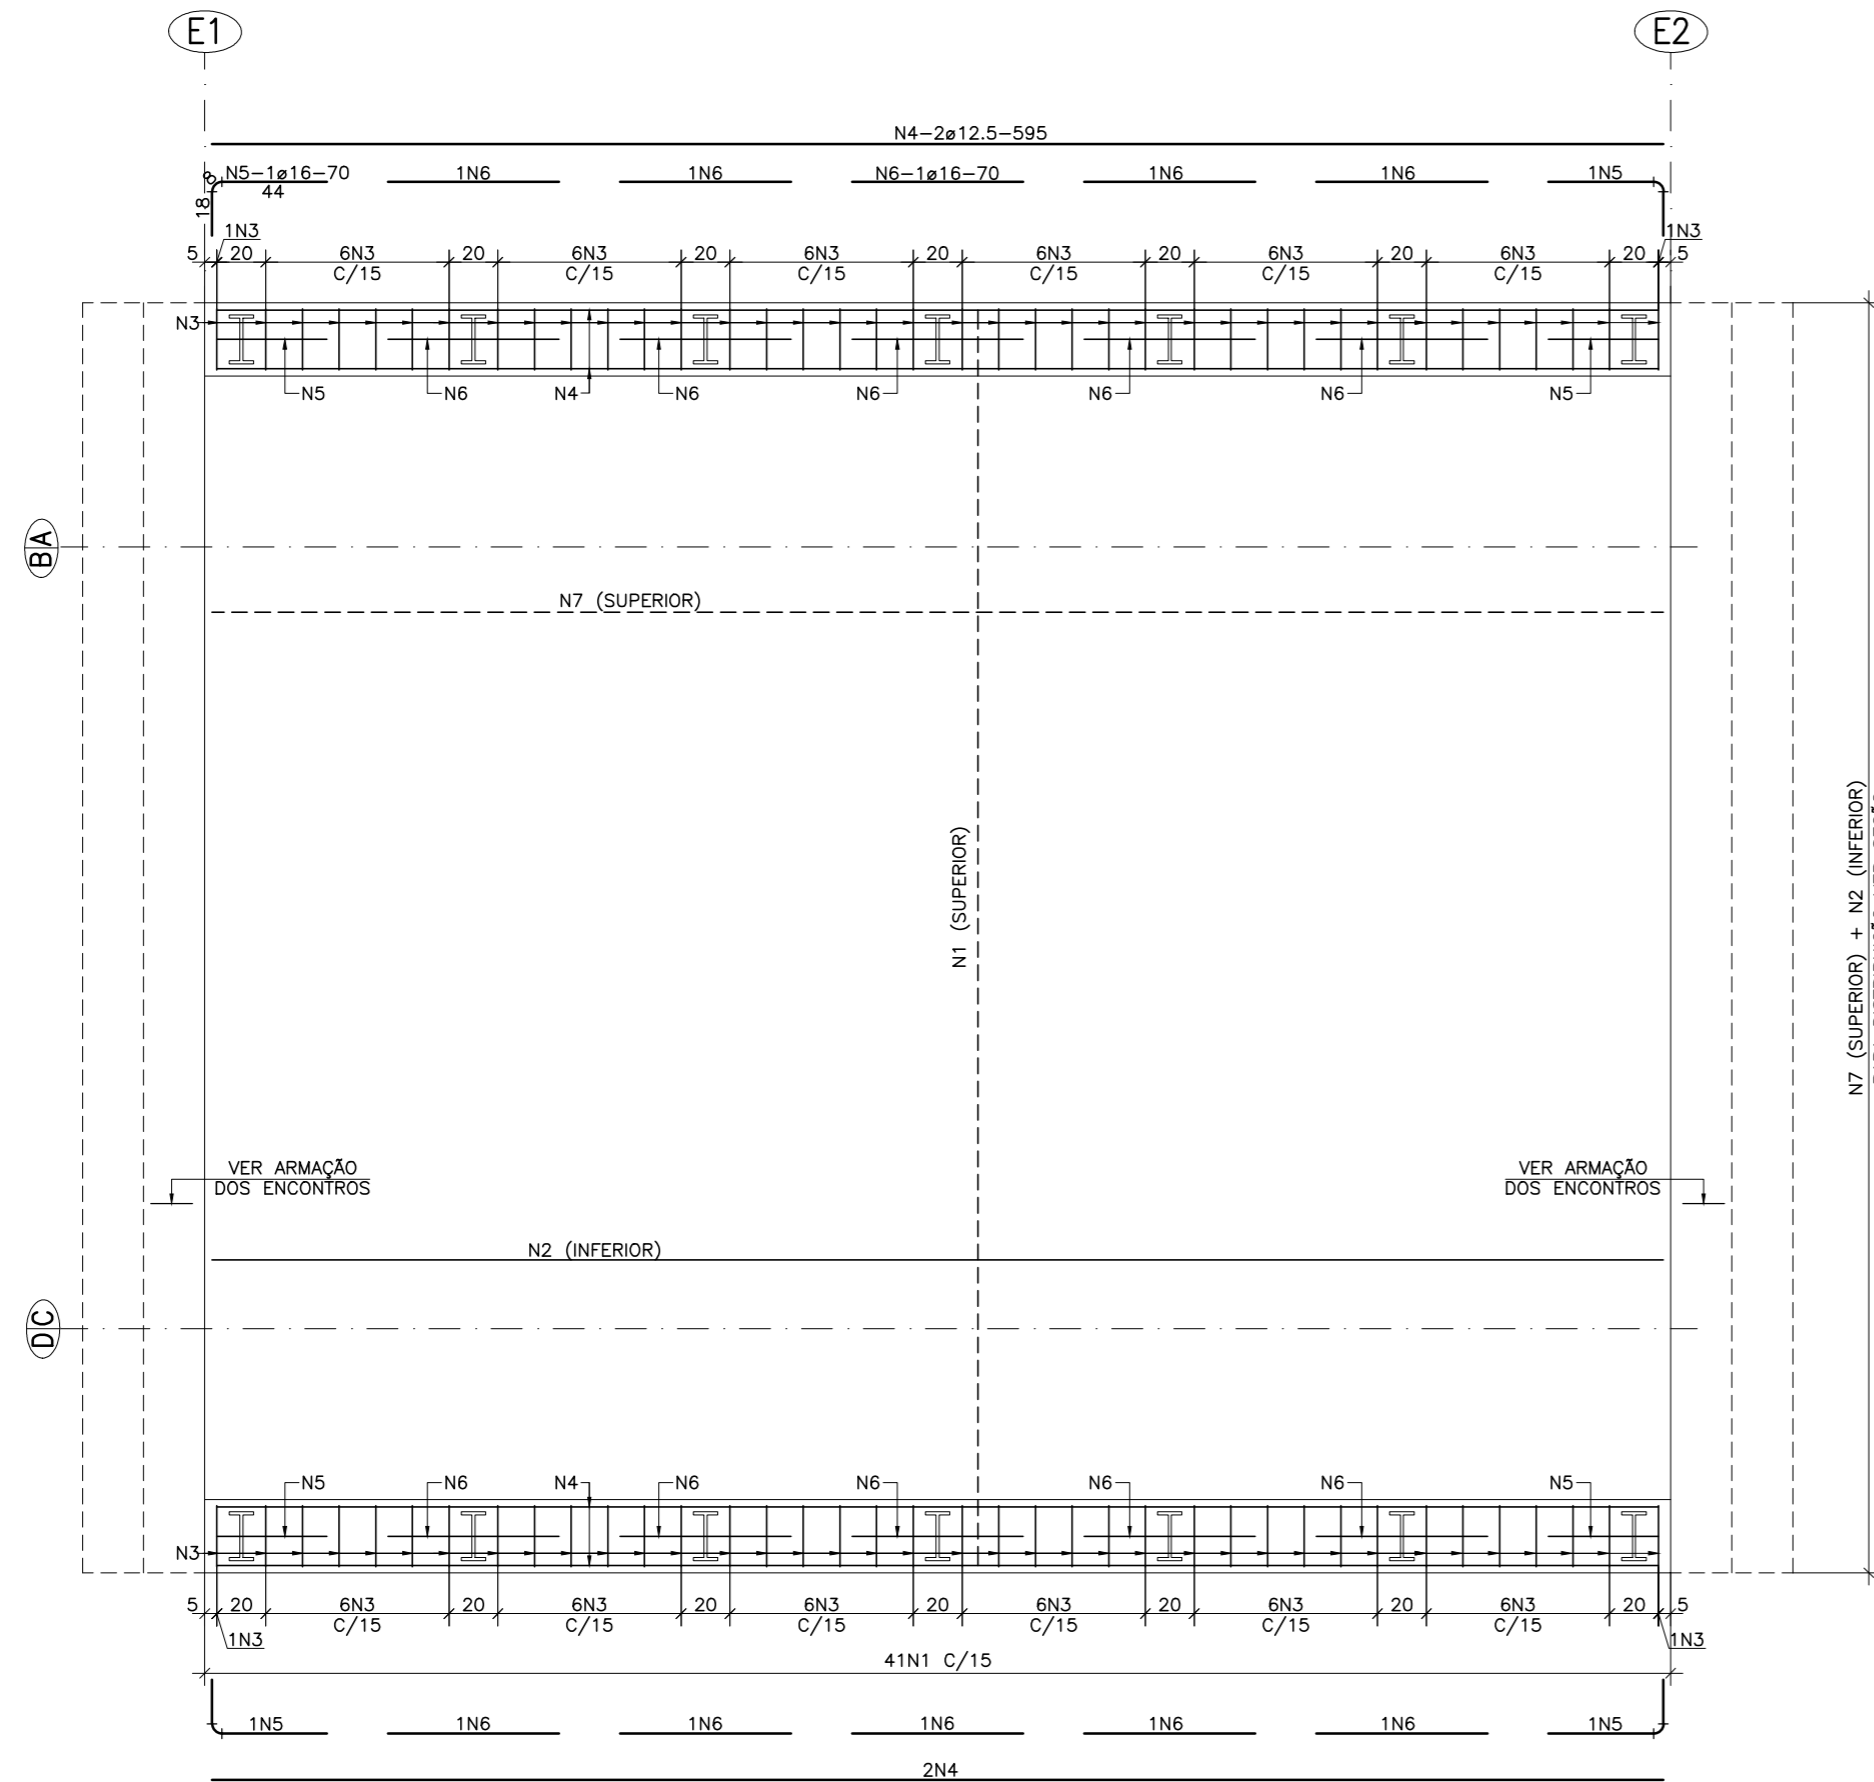 E1
E2
N4-2ø12.5-595
N5-1ø16-70
1N6
1N6
N6-1ø16-70
1N6
1N6
1N5
8
44
18
1N3
1N3
5
20
6N3
20
6N3
20
6N3
20
6N3
20
6N3
20
6N3
20
5
C/15
C/15
C/15
C/15
C/15
C/15
N3
N5
N6
N4
N6
N6
N6
N6
N5
BA
N7 (SUPERIOR)
N1 (SUPERIOR)
N7 (SUPERIOR) + N2 (INFERIOR)
VER ARMAÇÃO
DOS ENCONTROS
VER ARMAÇÃO
DOS ENCONTROS
N2 (INFERIOR)
DC
N5
N6
N4
N6
N6
N6
N6
N5
N3
5
20
6N3
20
6N3
20
6N3
20
6N3
20
6N3
20
6N3
20
5
C/15
C/15
C/15
C/15
C/15
C/15
1N3
1N3
41N1 C/15
1N5
1N6
1N6
1N6
1N6
1N6
1N5
2N4